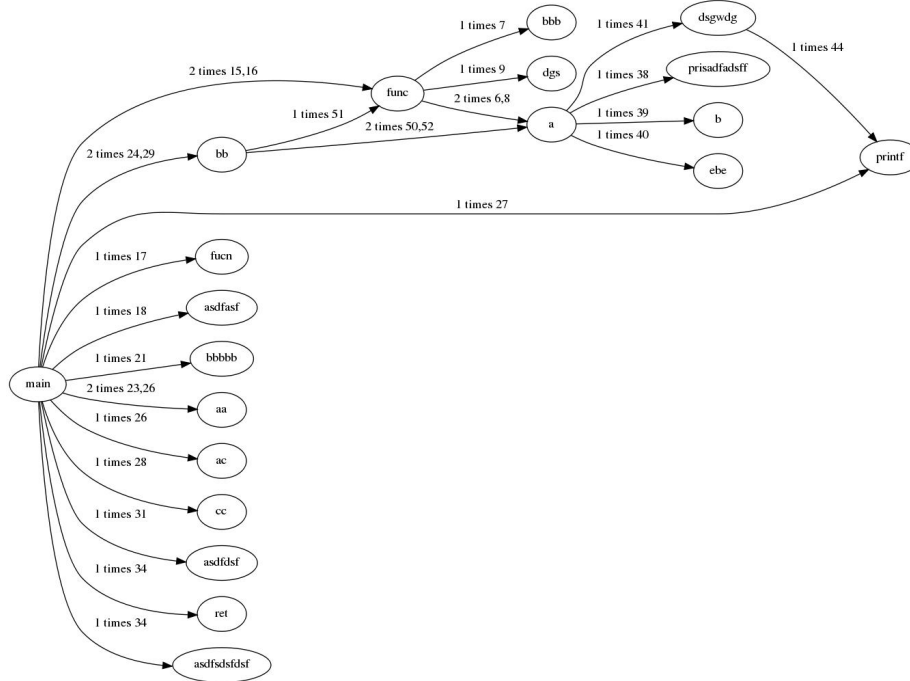 1 times 7
bbb
1 times 41
dsgwdg
1 times 44
2 times 15,16
func
1 times 9
dgs
1 times 38
prisadfadsff
2 times 6,8
1 times 51
2 times 50,52
a
1 times 39
b
1 times 40
ebe
printf
2 times 24,29
bb
1 times 27
1 times 17
fucn
1 times 18
asdfasf
1 times 21
bbbbb
main
2 times 23,26
aa
1 times 26
ac
1 times 28
cc
1 times 31
asdfdsf
1 times 34
ret
1 times 34
asdfsdsfdsf